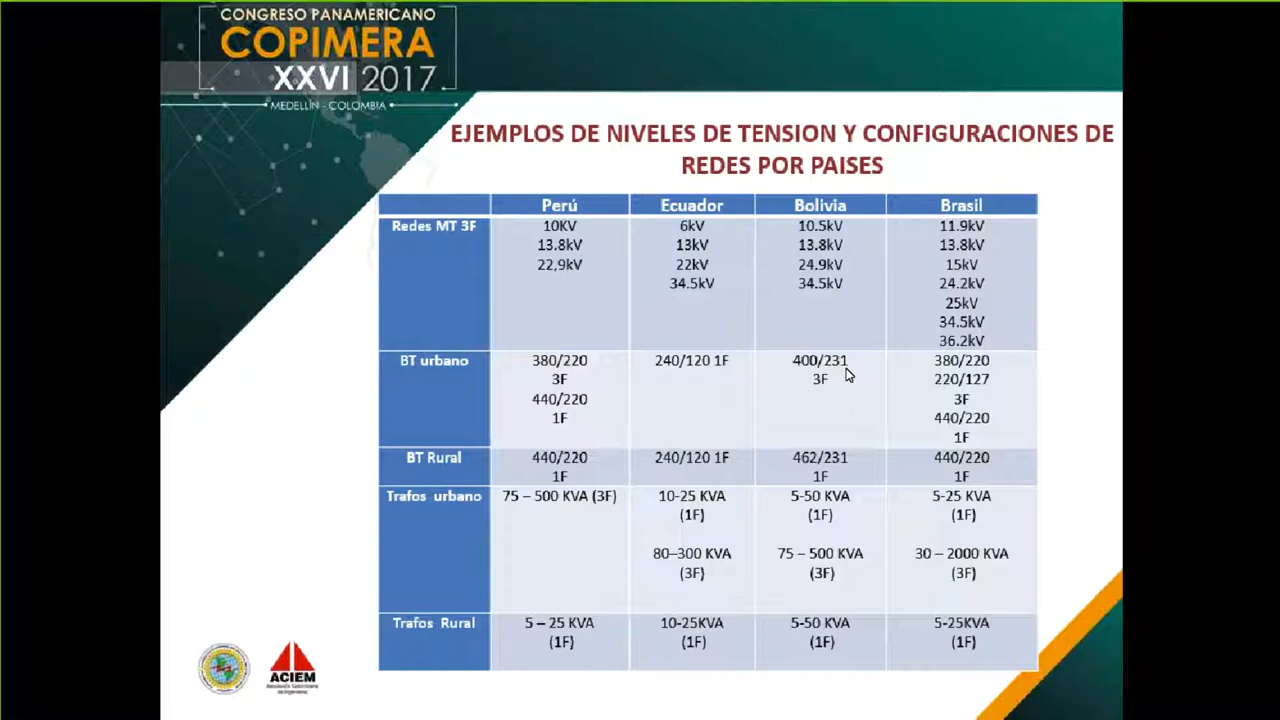 CONGRESO PANAMERICANO
COPIMERA
XXVI 2017
MEDELLÍN - COLOMBIA
EJEMPLOS DE NIVELES DE TENSION Y CONFIGURACIONES DE
REDES POR PAISES
Perú Ecuador Bolivia Brasil
Redes MT 3F 10KV 6kV 10.5kV 11.9kV
13.8kV 13kV 13.8kV 13.8kV
22,9kV 22kV 24.9kV 15kV
34.5kV 34.5kV 24.2kV
25kV
34.5kV
36.2kV
BT urbano 380/220 240/120 1F 400/231 380/220
3F 3F 220/127
440/220 3F
1F 440/220
1F
BT Rural 440/220 240/120 1F 462/231 440/220
1F 1F 1F
Trafos urbano 75 – 500 KVA (3F) 10-25 KVA 5-50 KVA 5-25 KVA
(1F) (1F) (1F)
80–300 KVA 75 – 500 KVA 30 – 2000 KVA
(3F) (3F) (3F)
Trafos Rural 5 – 25 KVA 10-25KVA 5-50 KVA 5-25KVA
(1F) (1F) (1F) (1F)
ACIEM